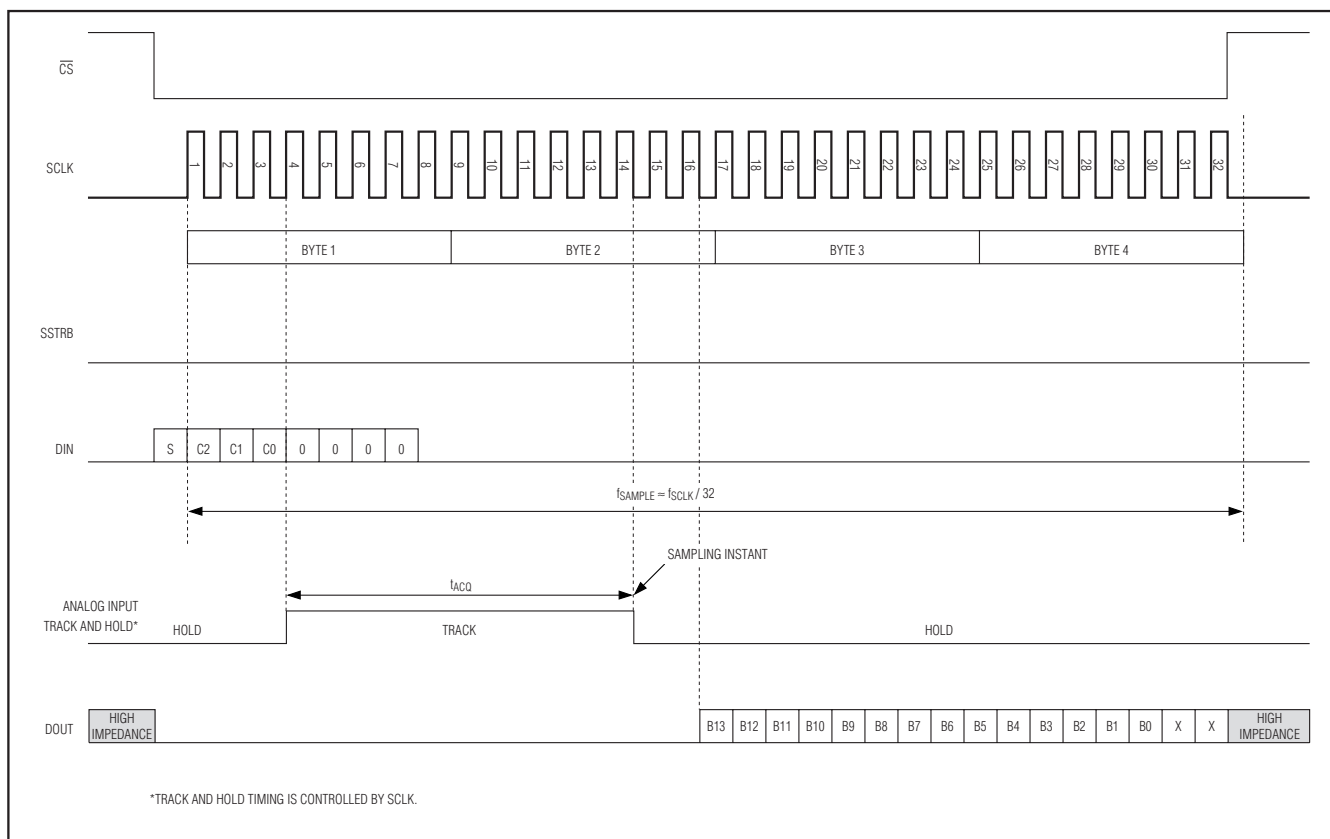 CS
SCLK
1 2 3 4 5 6 7 8 9 10 11 12 13 14 15 16 17 18 19 20 21 22 23 24 25 26 27 28 29 30 31 32
BYTE 1 BYTE 2 BYTE 3 BYTE 4
SSTRB
DIN
S C2 C1 C0 0 0 0 0
fSAMPLE ≈ fSCLK / 32
SAMPLING INSTANT
tACQ
ANALOG INPUT
TRACK AND HOLD*
HOLD TRACK HOLD
DOUT
HIGH
IMPEDANCE
B13 B12 B11 B10 B9 B8 B7 B6 B5 B4 B3 B2 B1 B0 X X
HIGH
IMPEDANCE
*TRACK AND HOLD TIMING IS CONTROLLED BY SCLK.